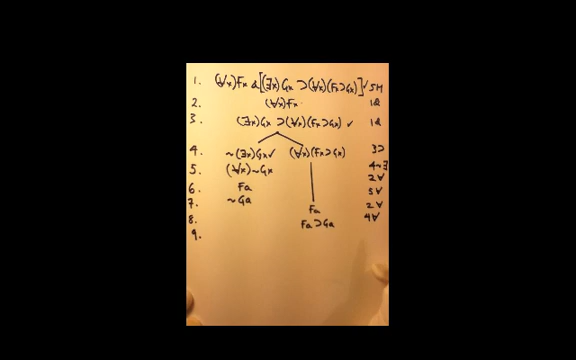 1. (∀x)Fx & [(∃x)Gx ⊃ (∀x)(Fx ⊃ Gx)] ✓ SM
2. (∀x)Fx 1&
3. (∃x)Gx ⊃ (∀x)(Fx ⊃ Gx) ✓ 1&
4. ~(∃x)Gx ✓ (∀x)(Fx ⊃ Gx) 3⊃
5. (∀x)~Gx 4~∃
6. Fa 2∀
7. ~Ga 5∀
Fa 2∀
8. Fa ⊃ Ga 4∀
9.